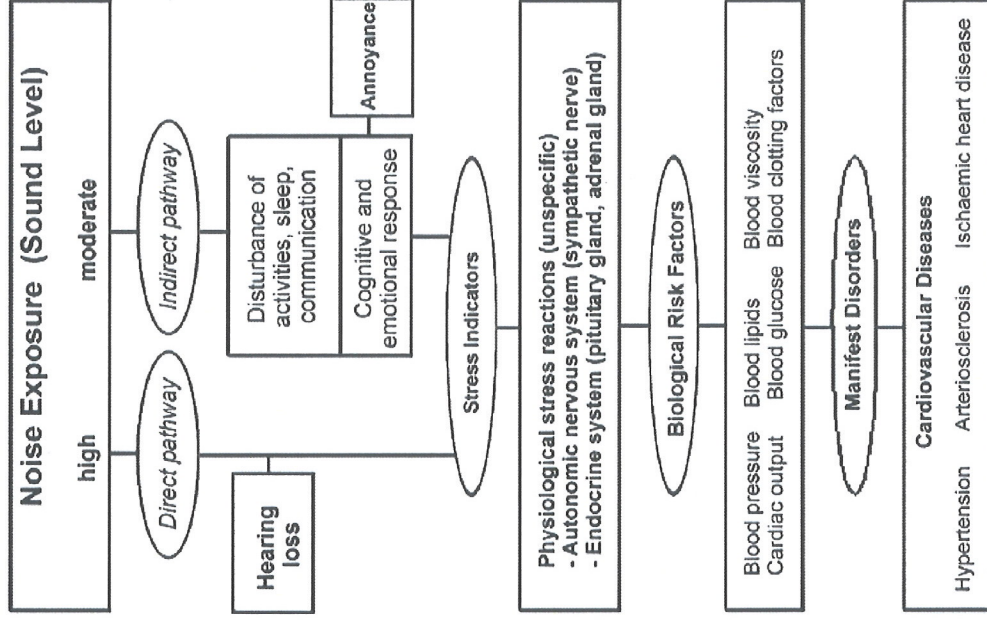 Noise Exposure (Sound Level)
high
moderate
Direct pathway
Indirect pathway
Hearing
loss
Disturbance of
activities, sleep,
communication
Cognitive and
emotional response
Annoyance
Stress Indicators
Physiological stress reactions (unspecific)
- Autonomic nervous system (sympathetic nerve)
- Endocrine system (pituitary gland, adrenal gland)
Biological Risk Factors
Blood pressure Blood lipids Blood viscosity
Cardiac output Blood glucose Blood clotting factors
Manifest Disorders
Cardiovascular Diseases
Hypertension Arteriosclerosis Ischaemic heart disease